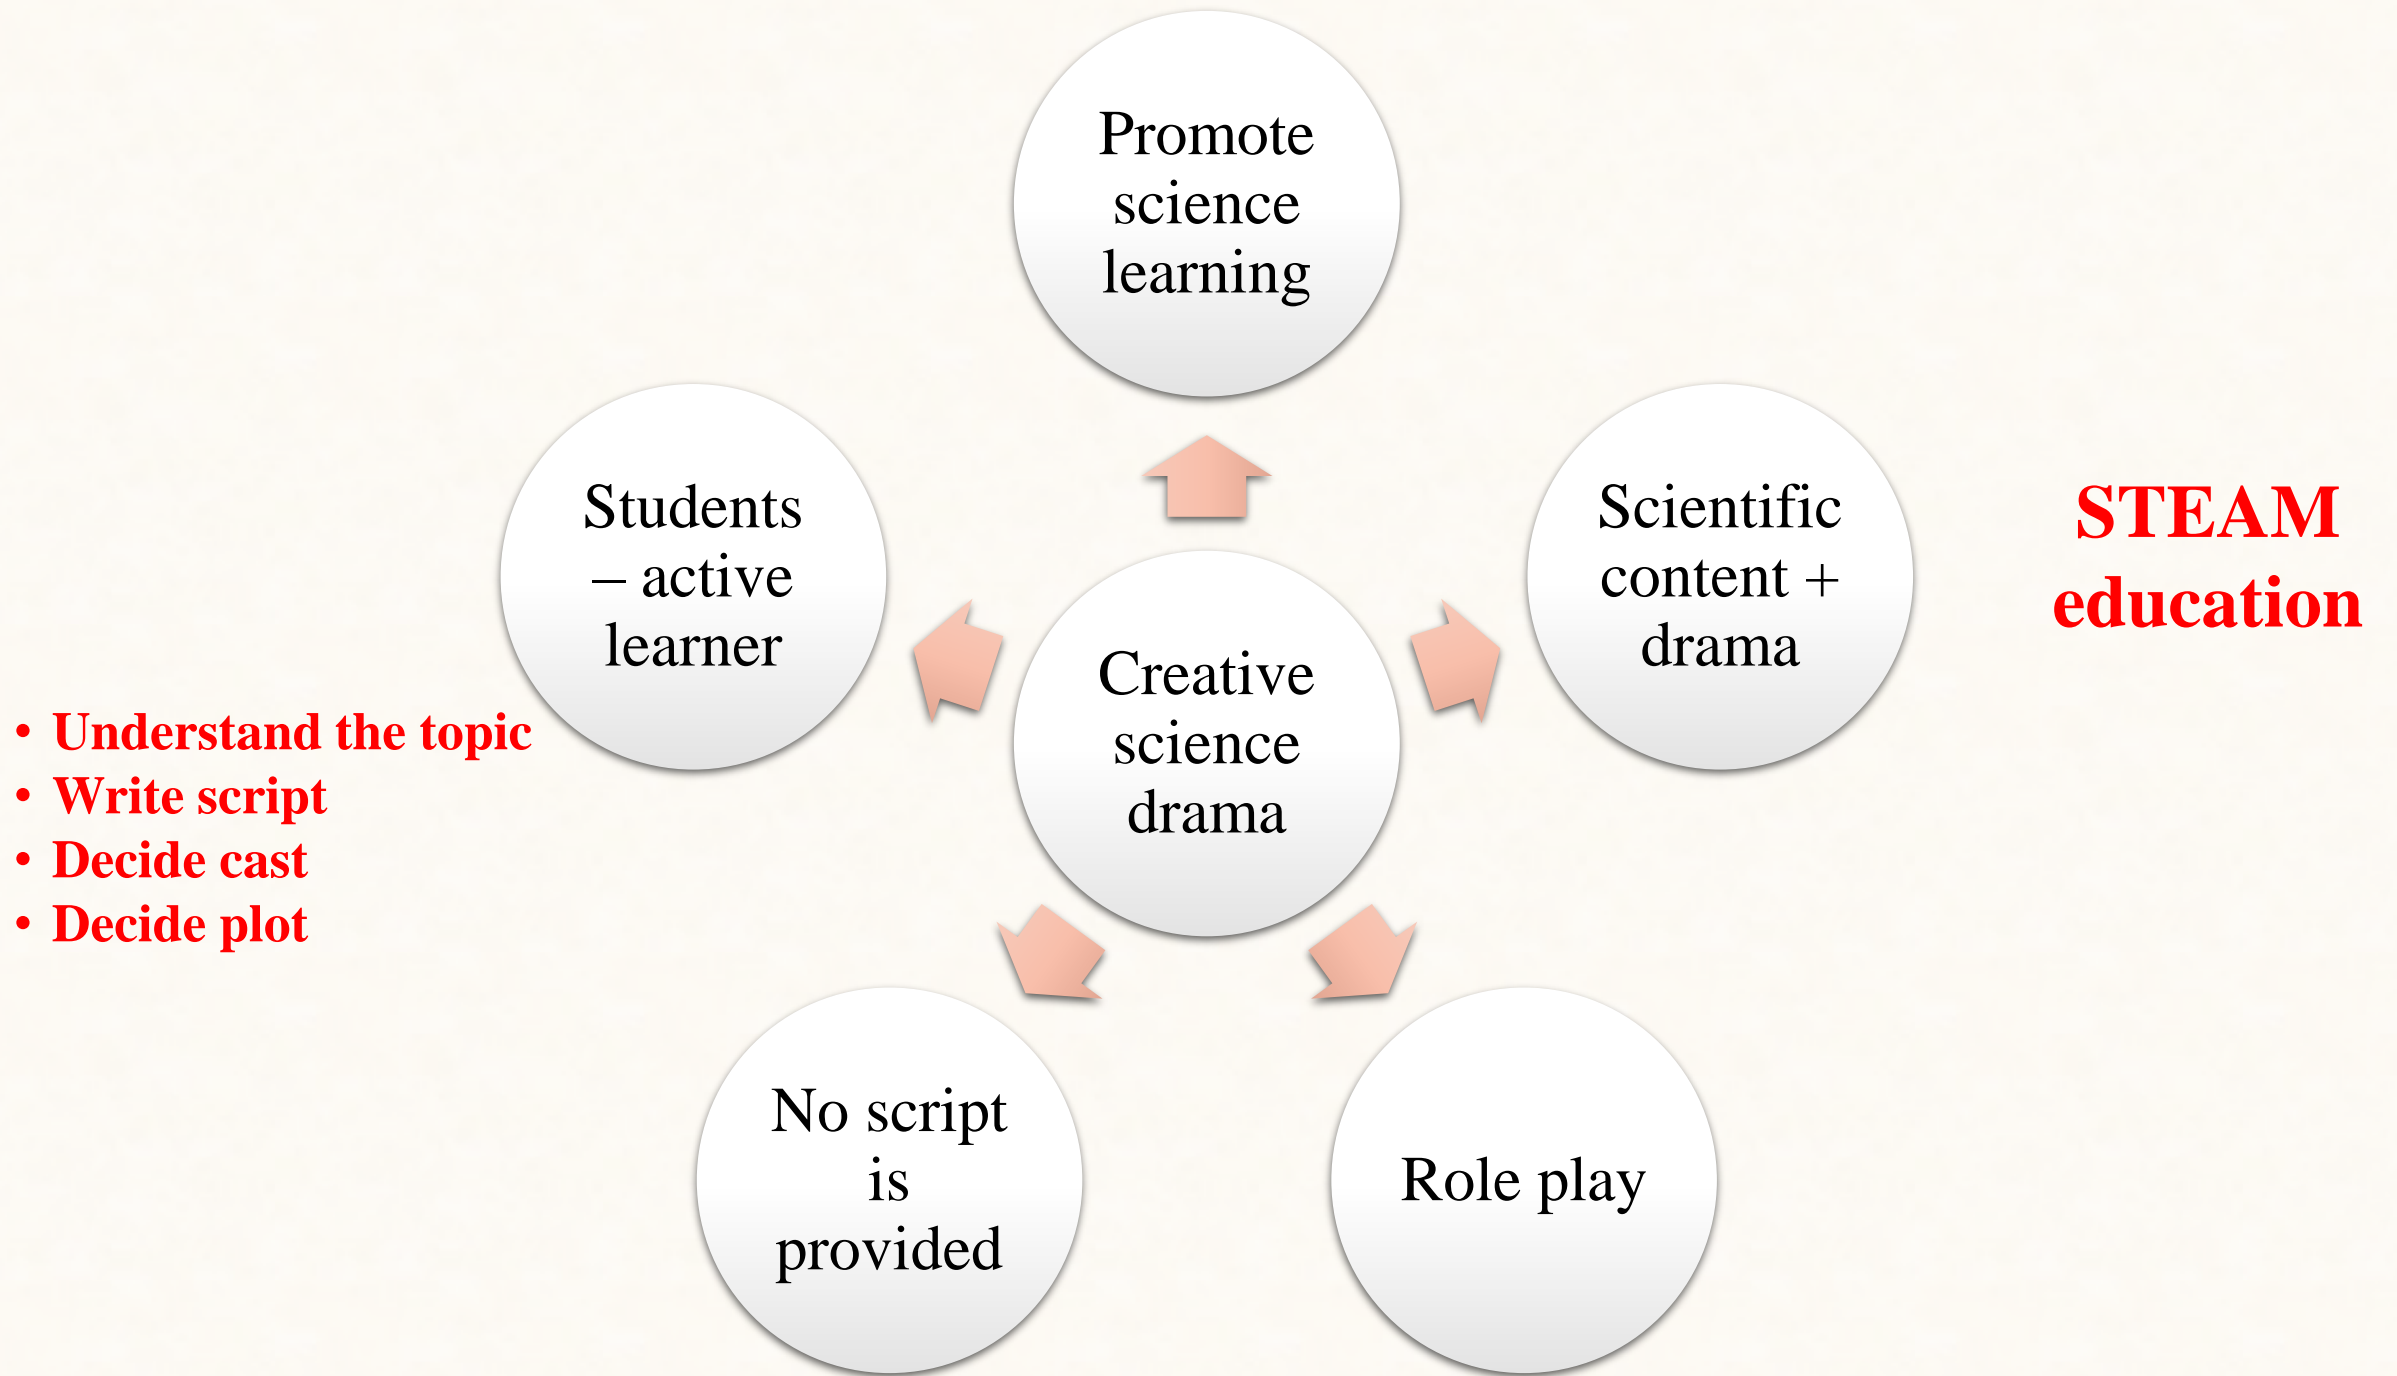 Promote
science
learning
Students
– active
learner
Scientific
content +
drama
STEAM
education
Creative
science
drama
• Understand the topic
• Write script
• Decide cast
• Decide plot
No script
is
provided
Role play